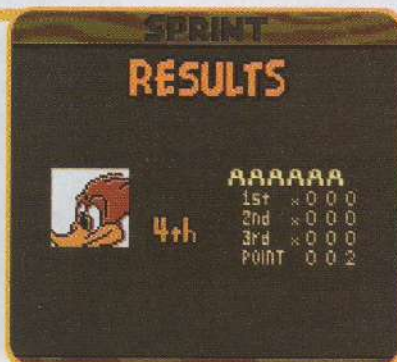 SPRINT
RESULTS
AAAAAA
4th
1st ×000
2nd ×000
3rd ×000
POINT 002